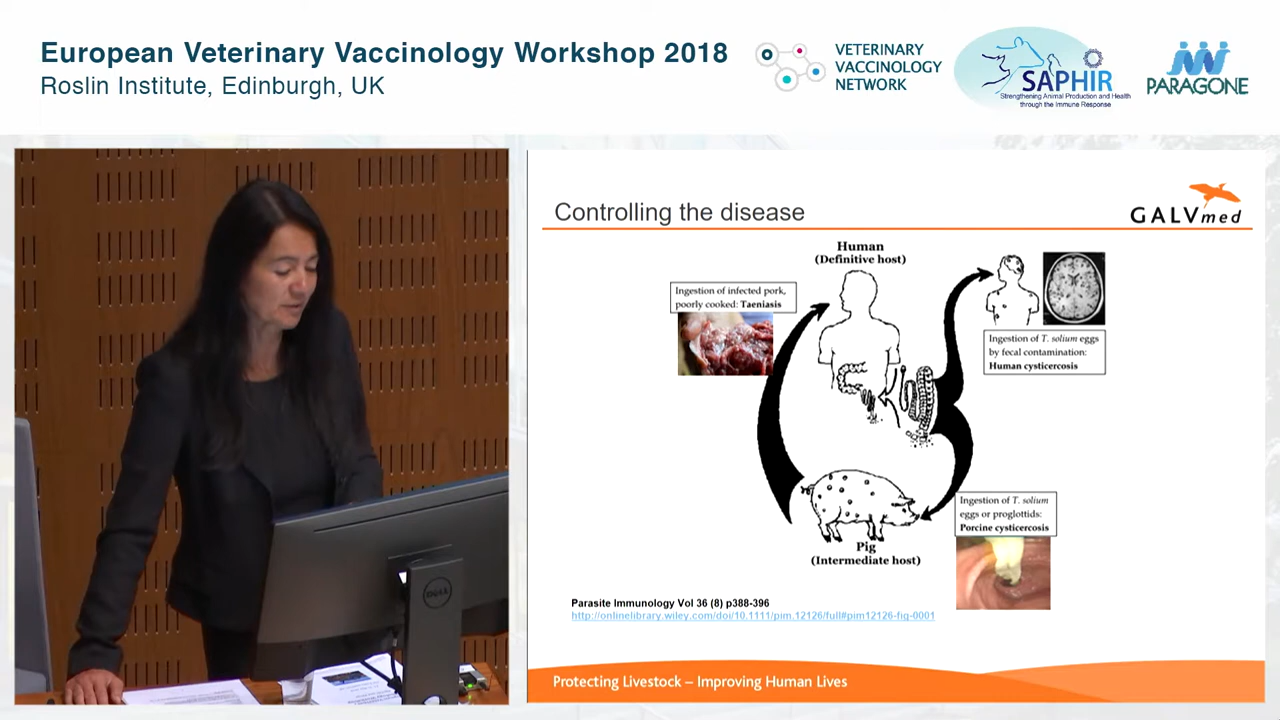 European Veterinary Vaccinology Workshop 2018
Roslin Institute, Edinburgh, UK
VETERINARY
VACCINOLOGY
NETWORK
SAPHIR
Strengthening Animal Production and Health
through the Immune Response
PARAGONE
Controlling the disease
GALVmed
Human
(Definitive host)
Ingestion of infected pork,
poorly cooked: Taeniasis
Ingestion of T. solium eggs
by fecal contamination:
Human cysticercosis
Ingestion of T. solium
eggs or proglottids:
Porcine cysticercosis
Pig
(Intermediate host)
Parasite Immunology Vol 36 (8) p388-396
http://onlinelibrary.wiley.com/doi/10.1111/pim.12126/full#pim12126-fig-0001
Protecting Livestock – Improving Human Lives
DELL